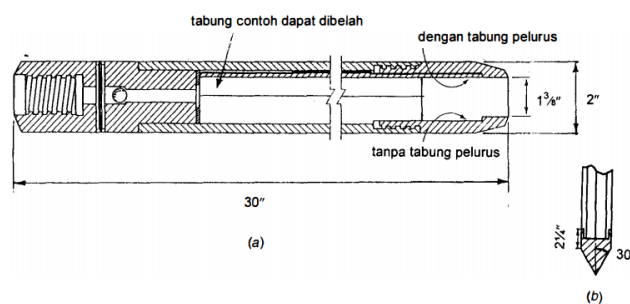 tabung contoh dapat dibelah
dengan tabung pelurus
1⅜"
2"
tanpa tabung pelurus
30"
(a)
2¼"
30
(b)